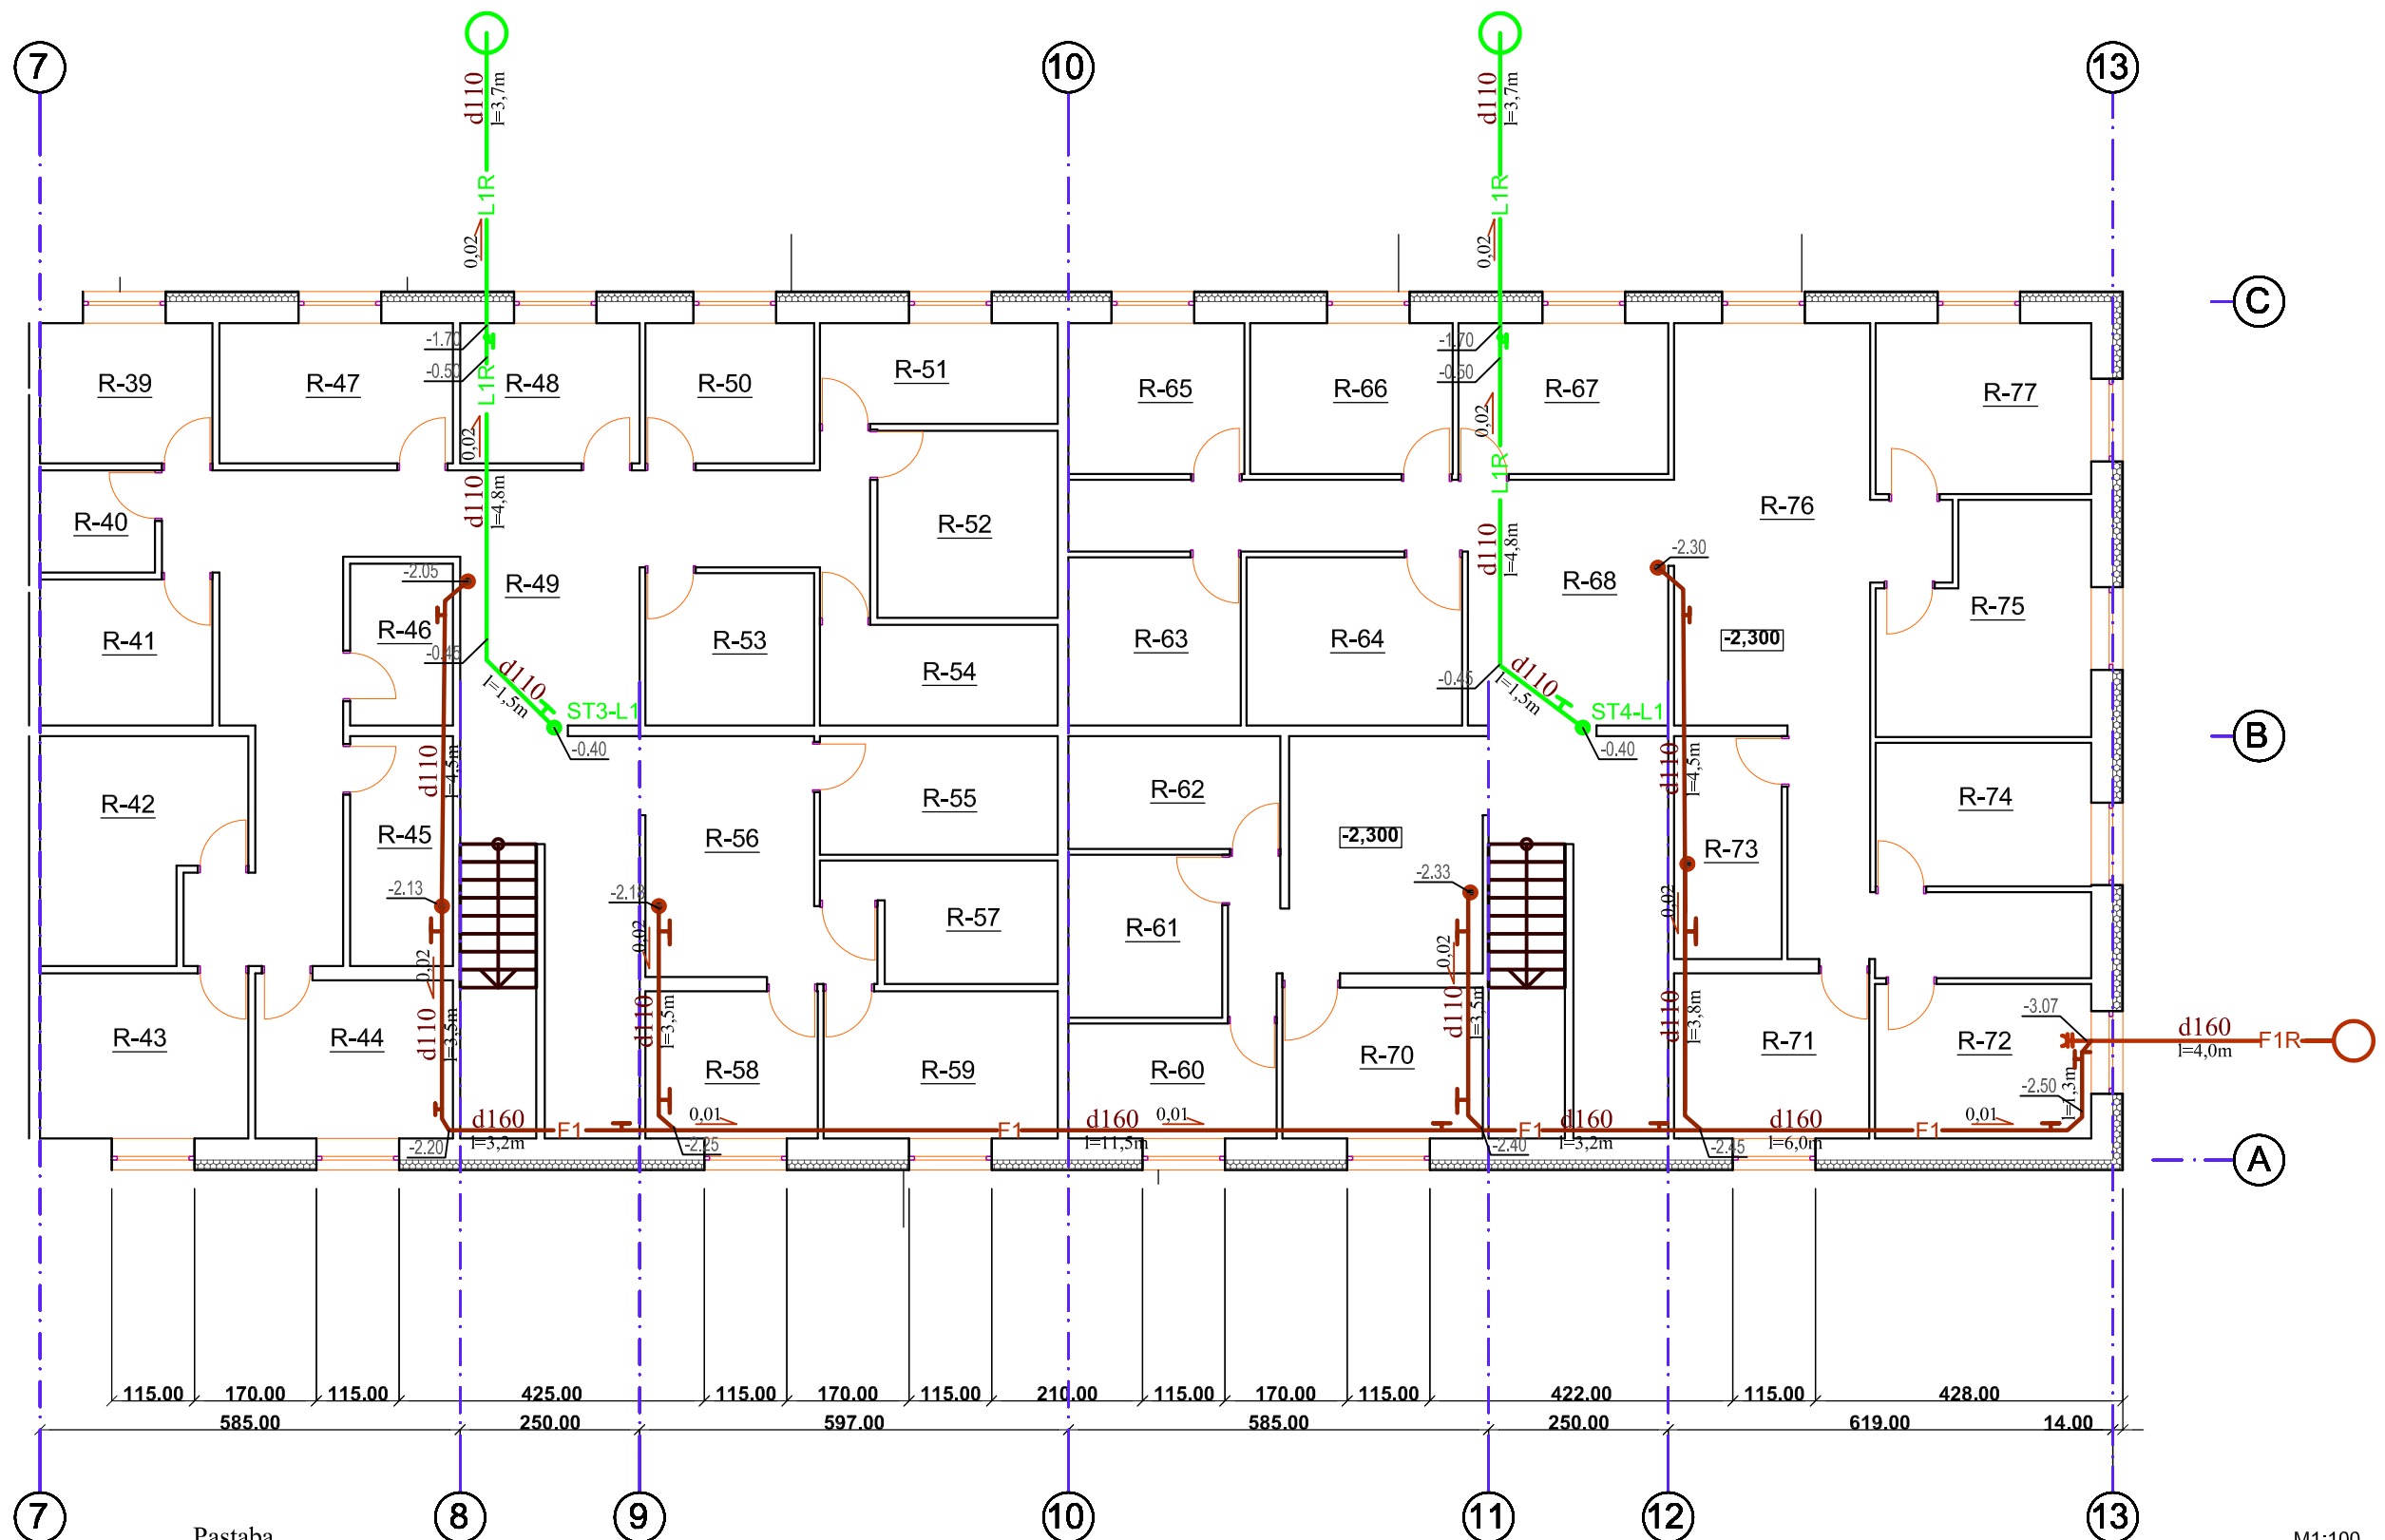 7
10
13
d110
l=3,7m
d110
l=3,7m
L1R
0,02
L1R
0,02
C
-1.70
-0.50
-1.70
-0.50
R-39
R-47
L1R
R-48
R-50
R-51
R-65
R-66
R-67
R-77
0,02
0,02
L1R
R-40
d110
l=4,8m
R-52
d110
l=4,8m
R-76
-2.05
R-49
R-68
-2.30
R-41
R-46
R-53
R-63
R-64
R-75
-2,300
-0.45
d110
l=1,5m
R-54
-0.45
d110
l=1,5m
ST3-L1
-0.40
ST4-L1
-0.40
B
d110
l=4,5m
d110
l=4,5m
R-42
R-45
R-56
R-55
R-62
-2,300
R-73
R-74
-2.13
-2.18
-2.33
R-57
R-61
0,02
0,02
0,02
0,02
R-43
R-44
d110
l=3,5m
d110
l=3,5m
R-58
R-59
R-60
R-70
d110
l=3,5m
d110
l=3,8m
R-71
R-72
-3.07
-2.50
l=1,3m
d160
l=4,0m
F1R
-2.20
d160
l=3,2m
F1
0,01
-2.25
F1
d160
l=11,5m
0,01
-2.40
F1
d160
l=3,2m
-2.45
d160
l=6,0m
F1
0,01
A
115.00
170.00
115.00
425.00
115.00
170.00
115.00
210.00
115.00
170.00
115.00
422.00
115.00
428.00
585.00
250.00
597.00
585.00
250.00
619.00
14.00
7
8
9
10
11
12
13
Pastaba
M1:100